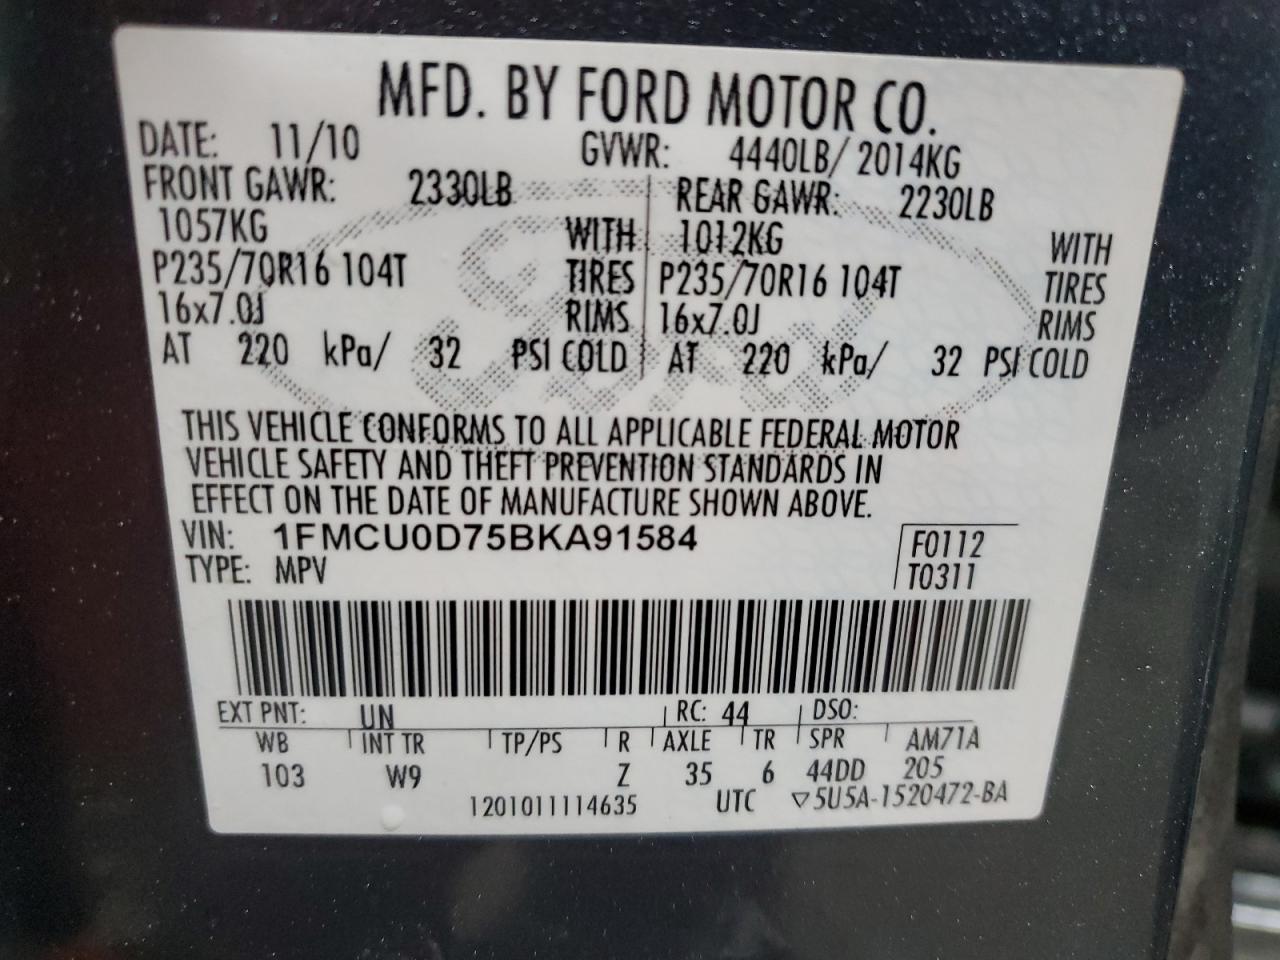 MFD. BY FORD MOTOR CO.
DATE: 11/10 GVWR: 4440LB/ 2014KG
FRONT GAWR: 2330LB REAR GAWR: 2230LB
1057KG WITH 1012KG WITH
P235/70R16 104T TIRES P235/70R16 104T TIRES
16x7.0J RIMS 16x7.0J RIMS
AT 220 kPa/ 32 PSI COLD AT 220 kPa/ 32 PSI COLD
Ford
THIS VEHICLE CONFORMS TO ALL APPLICABLE FEDERAL MOTOR
VEHICLE SAFETY AND THEFT PREVENTION STANDARDS IN
EFFECT ON THE DATE OF MANUFACTURE SHOWN ABOVE.
VIN: 1FMCU0D75BKA91584 F0112
TYPE: MPV T0311
EXT PNT: UN RC: 44 DSO:
WB INT TR TP/PS R AXLE TR SPR AM71A
103 W9 Z 35 6 44DD 205
1201011114635 UTC ▽5U5A-1520472-BA